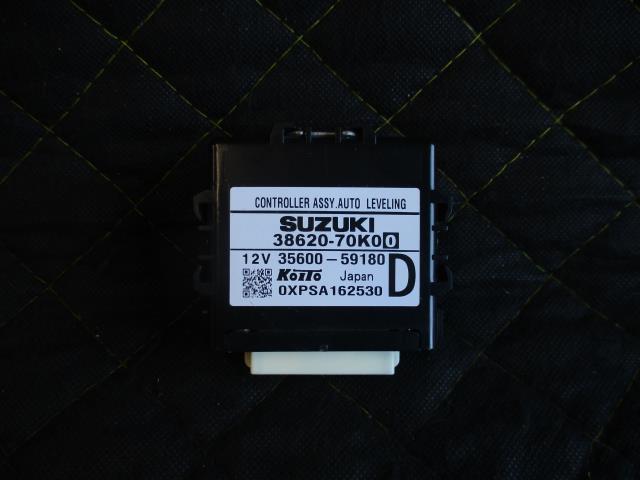 CONTROLLER ASSY.AUTO LEVELING
SUZUKI
38620-70K00
12V 35600-59180
KoITO Japan D
0XPSA162530